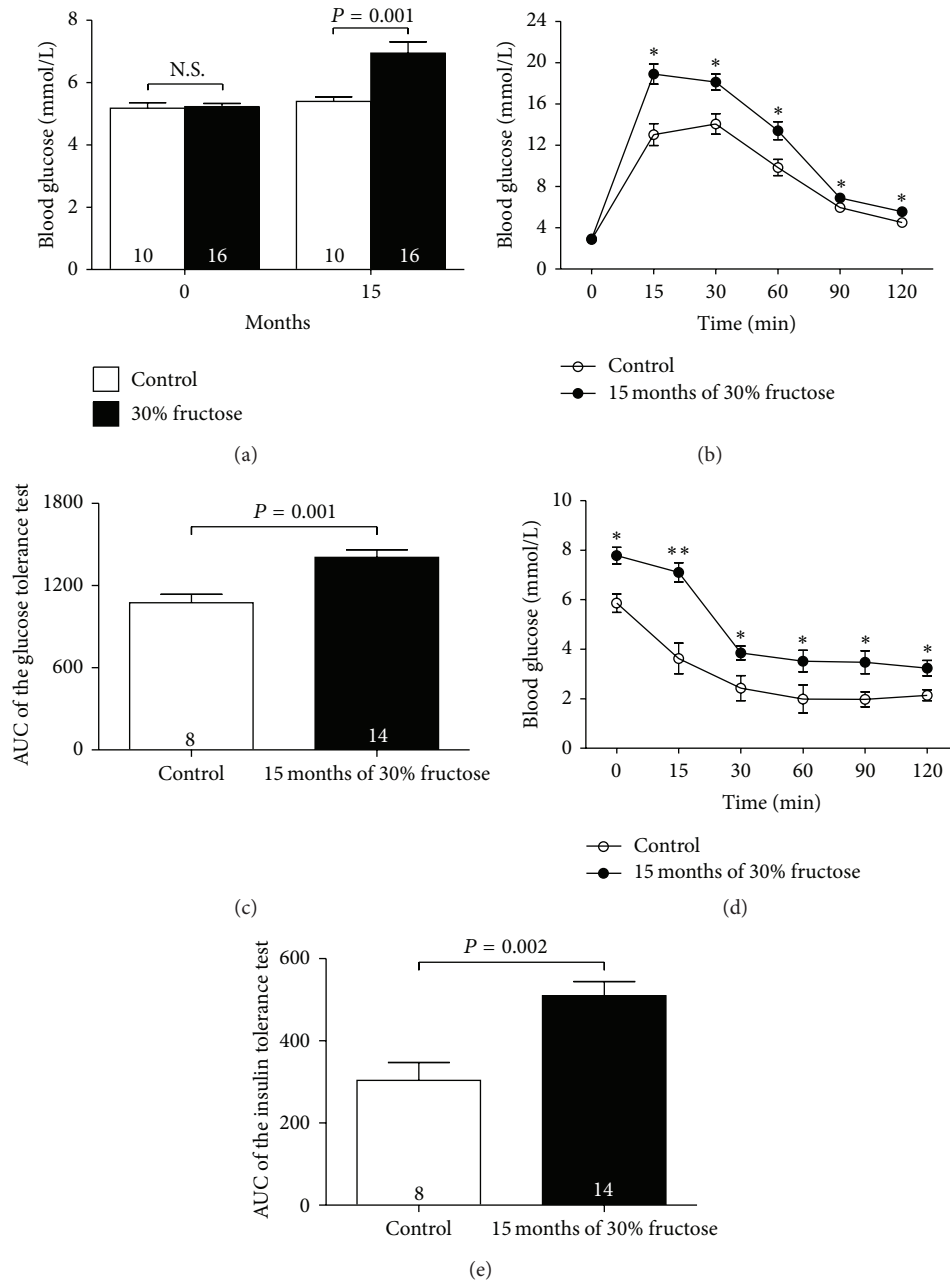 P = 0.001
N.S.
Blood glucose (mmol/L)
8
6
4
2
0
10
16
10
16
0
15
Months
Control
30% fructose
(a)
Blood glucose (mmol/L)
24
20
16
12
8
4
0
*
*
*
*
*
0
15
30
60
90
120
Time (min)
Control
15 months of 30% fructose
(b)
AUC of the glucose tolerance test
1800
1200
600
0
P = 0.001
8
14
Control
15 months of 30% fructose
(c)
Blood glucose (mmol/L)
10
8
6
4
2
0
*
**
*
*
*
*
0
15
30
60
90
120
Time (min)
Control
15 months of 30% fructose
(d)
AUC of the insulin tolerance test
600
400
200
0
P = 0.002
8
14
Control
15 months of 30% fructose
(e)